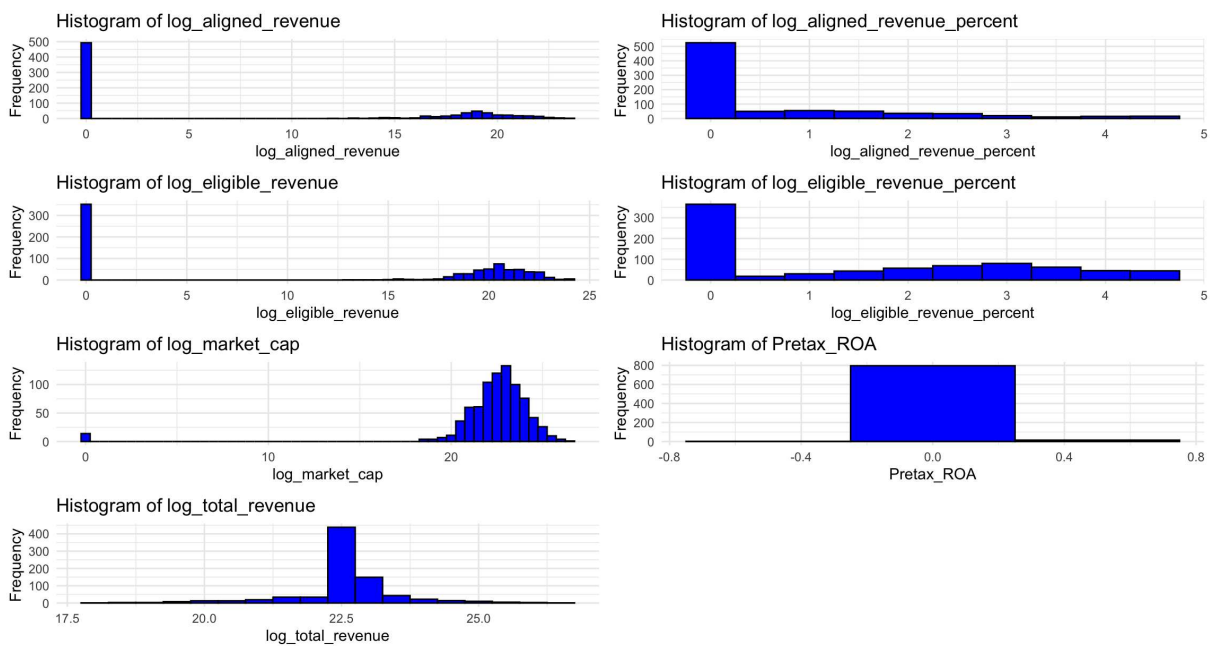 Histogram of log_aligned_revenue
Frequency
500
400
300
200
100
0
0 5 10 15 20
log_aligned_revenue
Histogram of log_aligned_revenue_percent
Frequency
500
400
300
200
100
0
0 1 2 3 4 5
log_aligned_revenue_percent
Histogram of log_eligible_revenue
Frequency
300
200
100
0
0 5 10 15 20 25
log_eligible_revenue
Histogram of log_eligible_revenue_percent
Frequency
300
200
100
0
0 1 2 3 4 5
log_eligible_revenue_percent
Histogram of log_market_cap
Frequency
100
50
0
0 10 20
log_market_cap
Histogram of Pretax_ROA
Frequency
800
600
400
200
0
-0.8 -0.4 0.0 0.4 0.8
Pretax_ROA
Histogram of log_total_revenue
Frequency
400
300
200
100
0
17.5 20.0 22.5 25.0
log_total_revenue